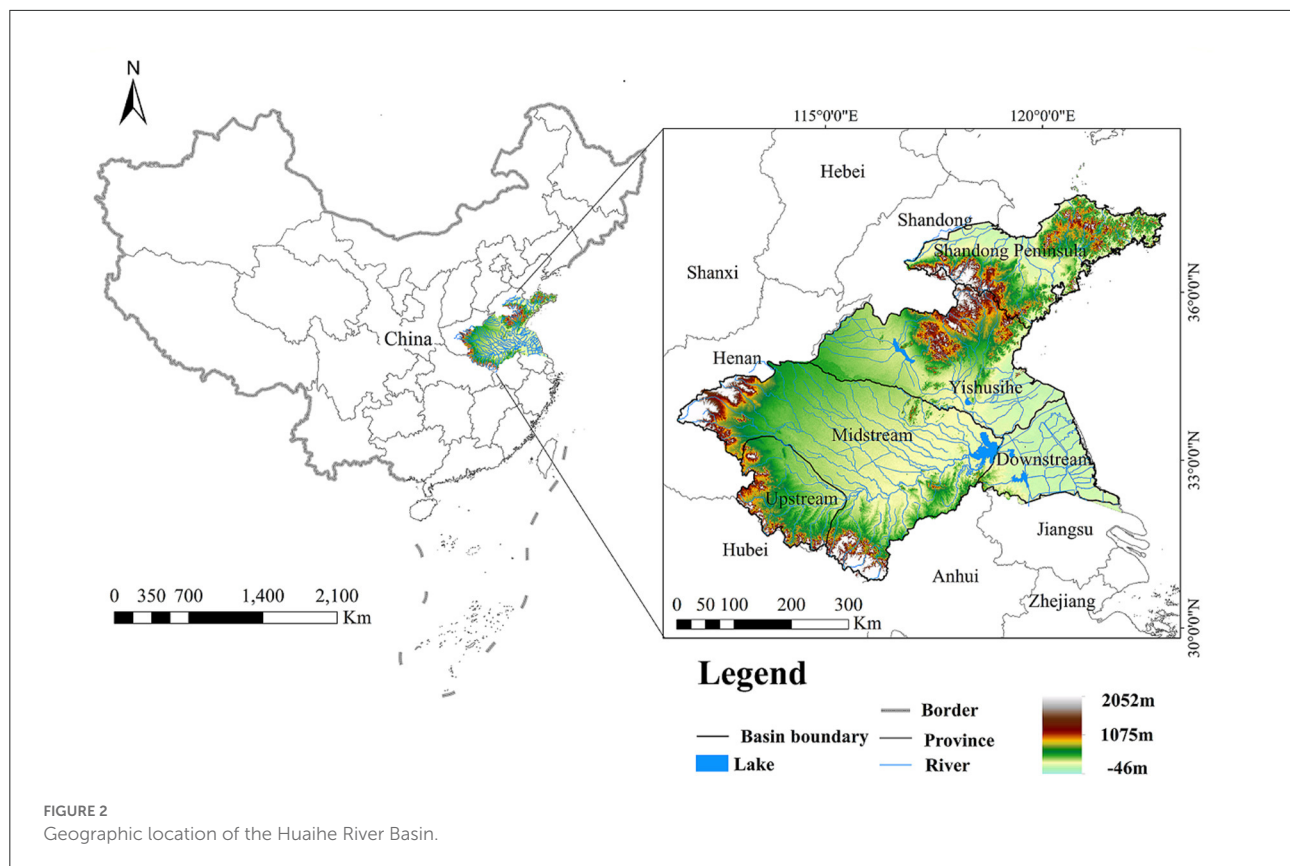 N
China
0 350 700 1,400 2,100
Km
115°0'0"E 120°0'0"E
36°0'0"N
33°0'0"N
30°0'0"N
Hebei
Shandong
Shandong Peninsula
Shanxi
Henan
Yishusihe
Midstream
Downstream
Upstream
Jiangsu
Hubei
Anhui
Zhejiang
0 50 100 200 300
Km
Legend
Basin boundary
Lake
Border
Province
River
2052m
1075m
-46m
FIGURE 2
Geographic location of the Huaihe River Basin.